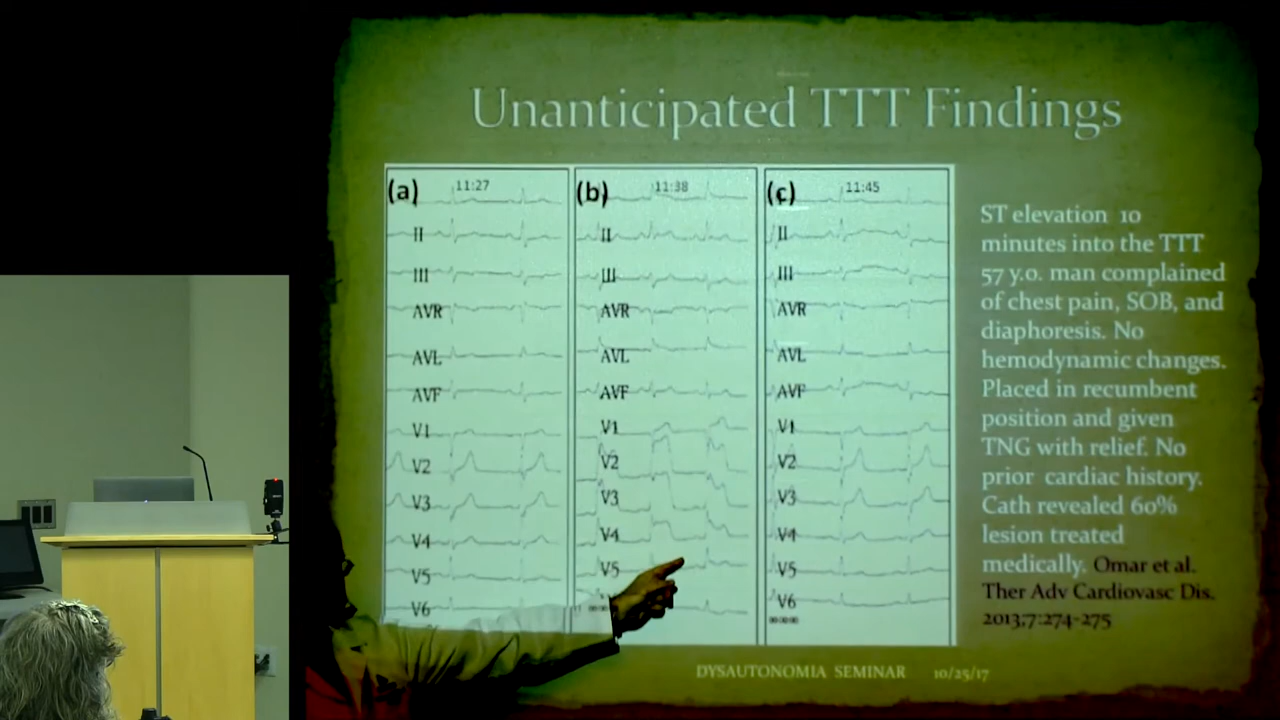 Unanticipated TTT Findings
(a) 11:27
II
III
AVR
AVL
AVF
V1
V2
V3
V4
V5
V6
(b) 11:38
II
III
AVR
AVL
AVF
V1
V2
V3
V4
V5
(c) 11:45
II
III
AVR
AVL
AVF
V1
V2
V3
V4
V5
V6
00:00:00
ST elevation 10
minutes into the TTT
57 y.o. man complained
of chest pain, SOB, and
diaphoresis. No
hemodynamic changes.
Placed in recumbent
position and given
TNG with relief. No
prior cardiac history.
Cath revealed 60%
lesion treated
medically. Omar et al.
Ther Adv Cardiovasc Dis.
2013;7:274-275
DYSAUTONOMIA SEMINAR 10/25/17